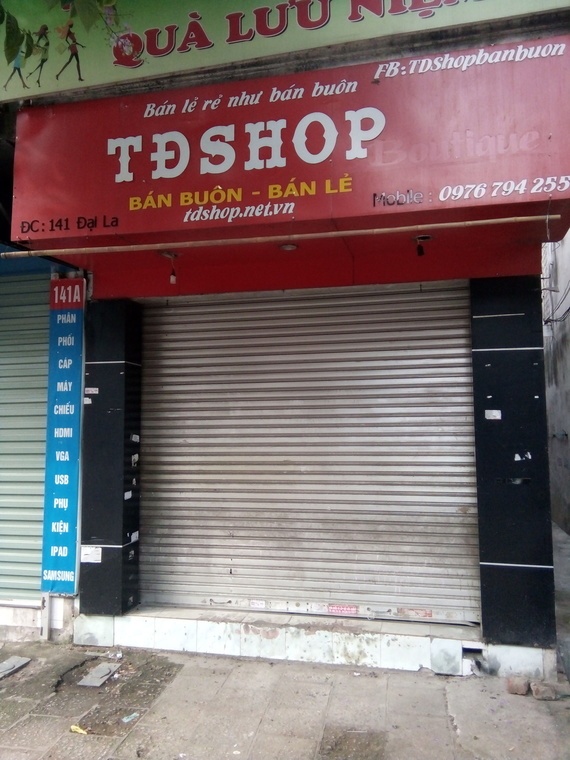 QUÀ LƯU NIỆM
FB:TDShopbanbuon
Bán lẻ rẻ như bán buôn
TĐSHOP
Boutique
BÁN BUÔN - BÁN LẺ
Mobile : 0976 794 255
tdshop.net.vn
ĐC: 141 Đại La
141A
PHÂN
PHỐI
CÁP
MÁY
CHIẾU
HDMI
VGA
USB
PHỤ
KIỆN
IPAD
SAMSUNG